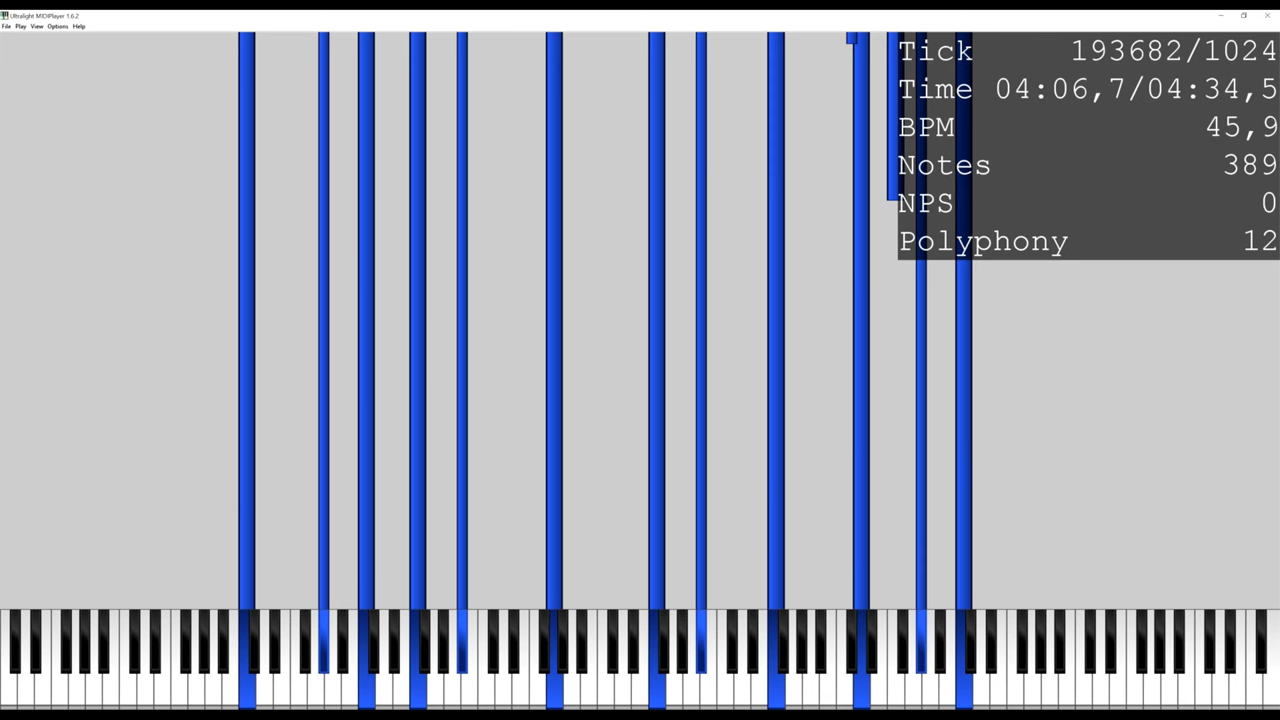 Ultralight MIDIPlayer 1.6.2
File Play View Options Help
Tick 193682/1024
Time 04:06,7/04:34,5
BPM 45,9
Notes 389
NPS 0
Polyphony 12